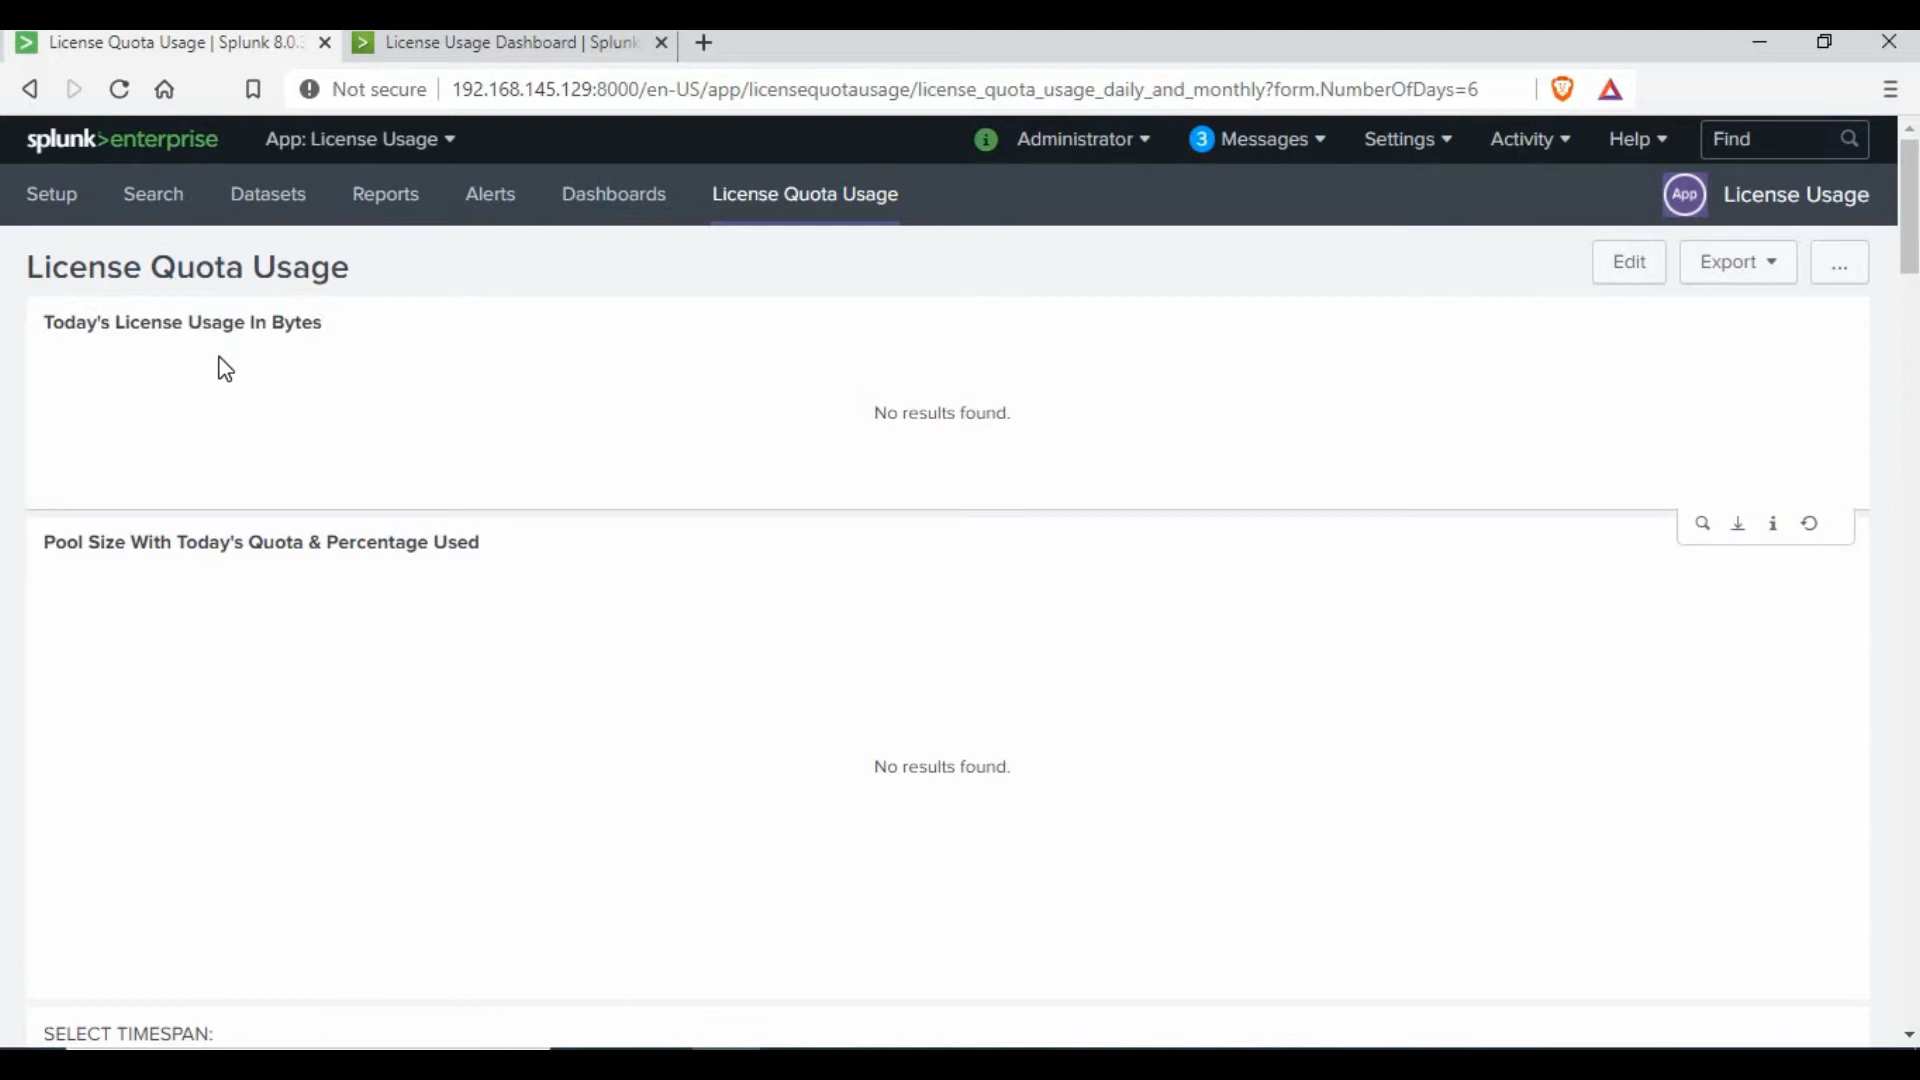 License Quota Usage | Splunk 8.0.
License Usage Dashboard | Splunk
Not secure
192.168.145.129:8000/en-US/app/licensequotausage/license_quota_usage_daily_and_monthly?form.NumberOfDays=6
splunk>enterprise
App: License Usage
i
Administrator
3
Messages
Settings
Activity
Help
Find
Setup
Search
Datasets
Reports
Alerts
Dashboards
License Quota Usage
App
License Usage
License Quota Usage
Edit
Export
...
Today's License Usage In Bytes
No results found.
Pool Size With Today's Quota & Percentage Used
No results found.
SELECT TIMESPAN: